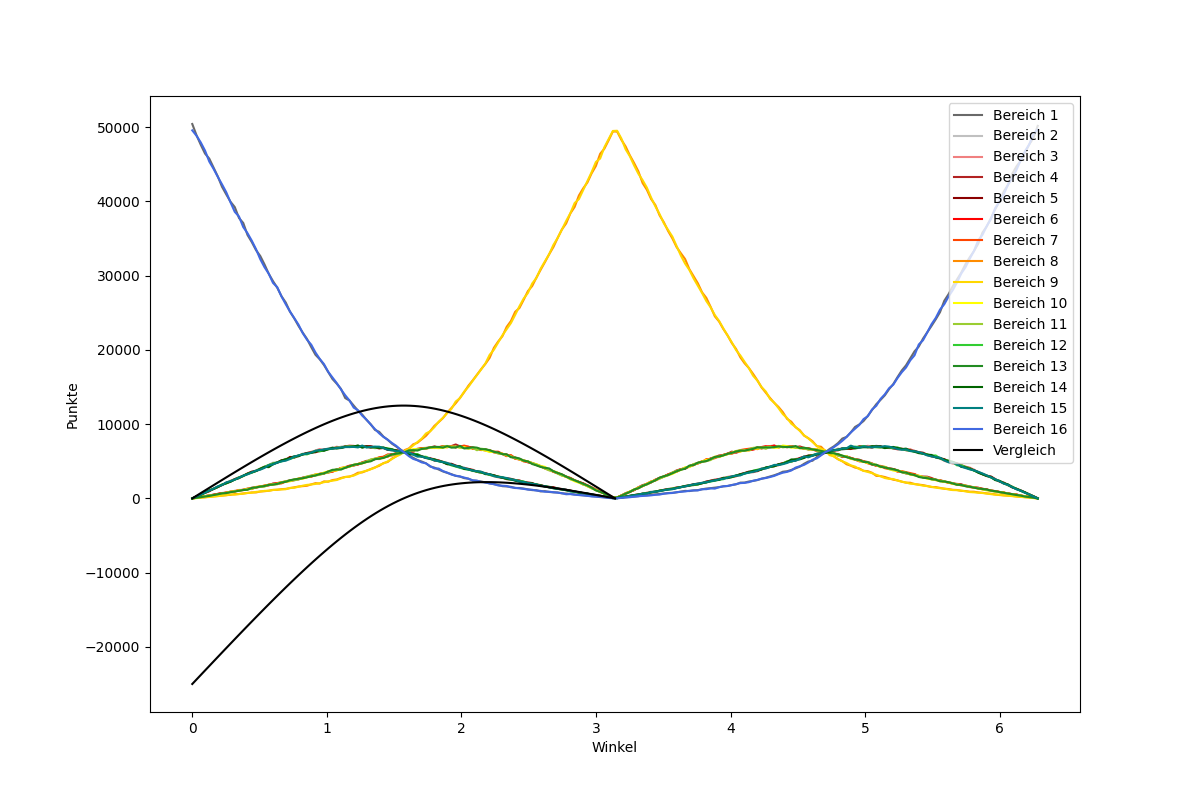 50000
40000
30000
20000
10000
0
−10000
−20000
Punkte
0 1 2 3 4 5 6
Winkel
Bereich 1
Bereich 2
Bereich 3
Bereich 4
Bereich 5
Bereich 6
Bereich 7
Bereich 8
Bereich 9
Bereich 10
Bereich 11
Bereich 12
Bereich 13
Bereich 14
Bereich 15
Bereich 16
Vergleich